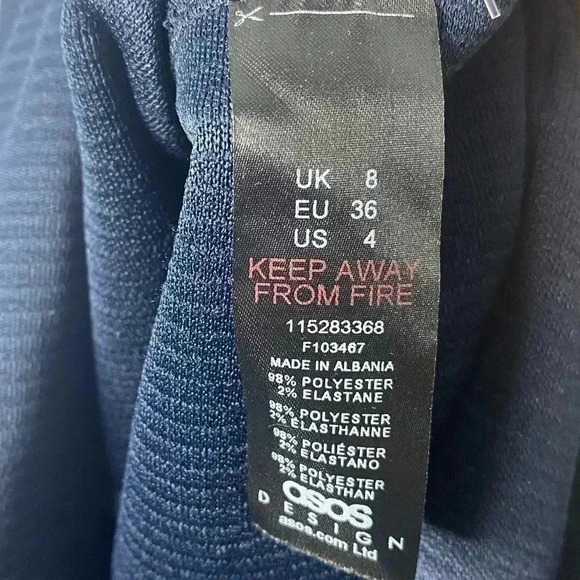 UK 8
EU 36
US 4
KEEP AWAY
FROM FIRE
115283368
F103467
MADE IN ALBANIA
98% POLYESTER
2% ELASTANE
98% POLYESTER
2% ELASTHANNE
98% POLIÉSTER
2% ELASTANO
98% POLYESTER
2% ELASTHAN
asos
DESIGN
asos.com Ltd